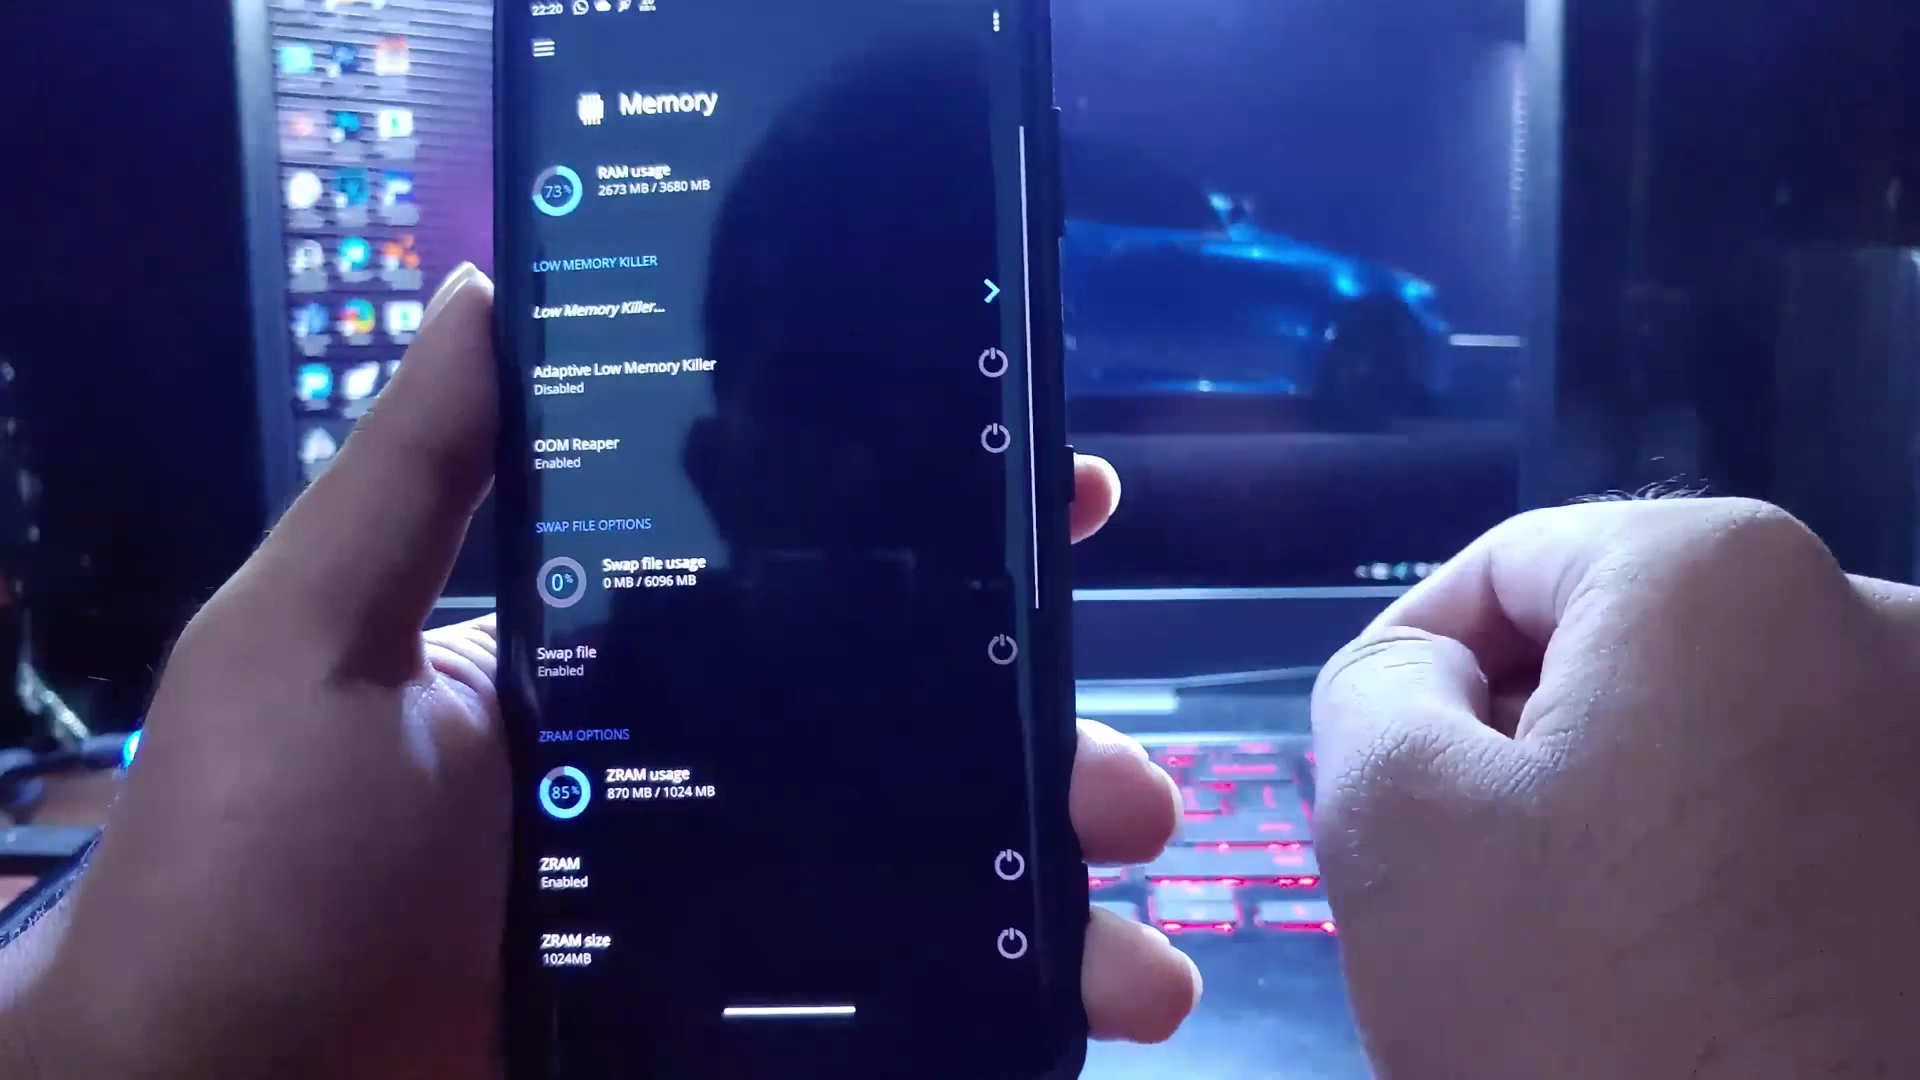 22:20
Memory
RAM usage
73%
2673 MB / 3680 MB
LOW MEMORY KILLER
Low Memory Killer...
Adaptive Low Memory Killer
Disabled
OOM Reaper
Enabled
SWAP FILE OPTIONS
Swap file usage
0%
0 MB / 6096 MB
Swap file
Enabled
ZRAM OPTIONS
ZRAM usage
85%
870 MB / 1024 MB
ZRAM
Enabled
ZRAM size
1024MB